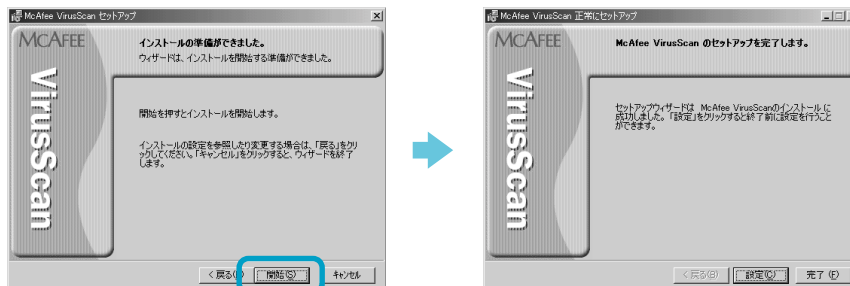 McAfee VirusScan セットアップ
MCAFEE
VirusScan
インストールの準備ができました。
ウィザードは、インストールを開始する準備ができました。
開始を押すとインストールを開始します。
インストールの設定を参照したり変更する場合は、「戻る」をクリ
ックしてください。「キャンセル」をクリックすると、ウィザードを終了
します。
< 戻る(
開始(S)
キャンセル
McAfee VirusScan 正常にセットアップ
MCAFEE
VirusScan
McAfee VirusScan のセットアップを完了します。
セットアップウィザードは McAfee VirusScanのインストール に
成功しました。「設定」をクリックすると終了前に設定を行うこと
ができます。
< 戻る(B)
設定(C)
完了 (F)